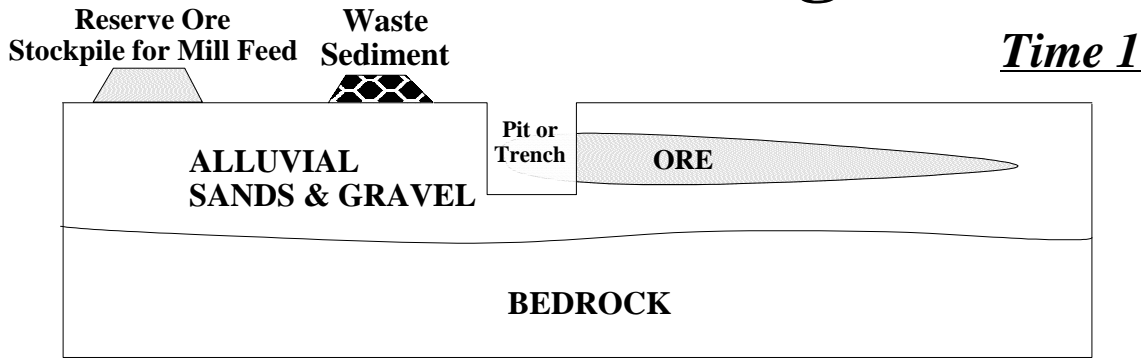 Reserve Ore
Stockpile for Mill Feed
Waste
Sediment
Time 1
Pit or
Trench
ORE
ALLUVIAL
SANDS & GRAVEL
BEDROCK